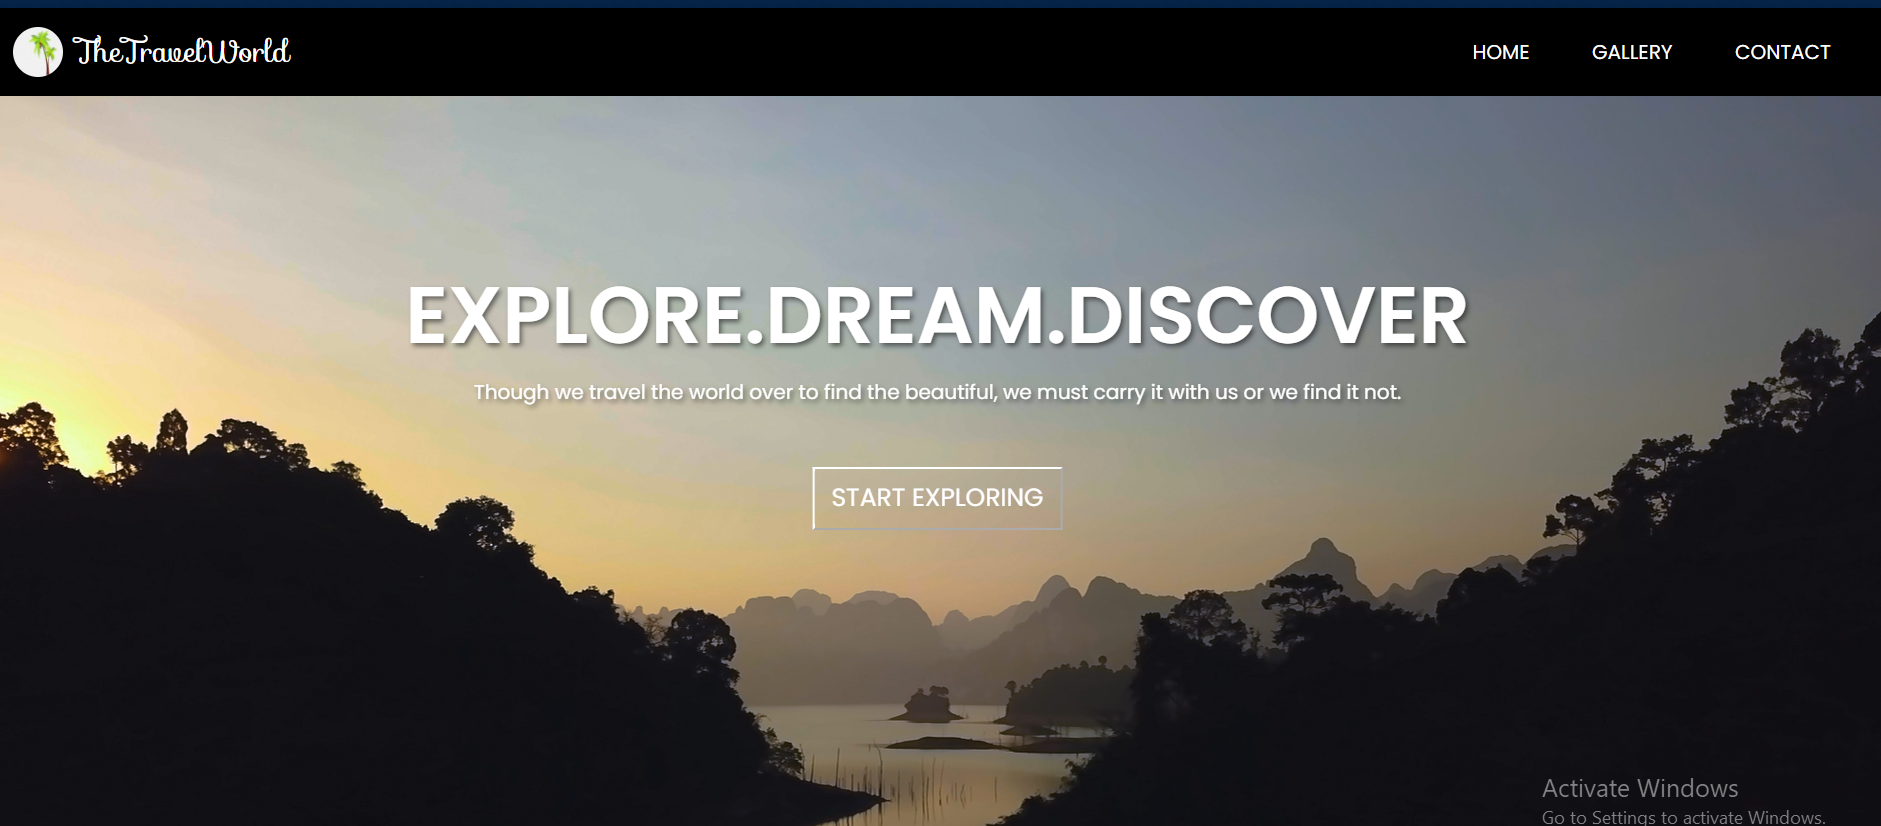 TheTravelWorld
HOME GALLERY CONTACT
EXPLORE.DREAM.DISCOVER
Though we travel the world over to find the beautiful, we must carry it with us or we find it not.
START EXPLORING
Activate Windows
Go to Settings to activate Windows.